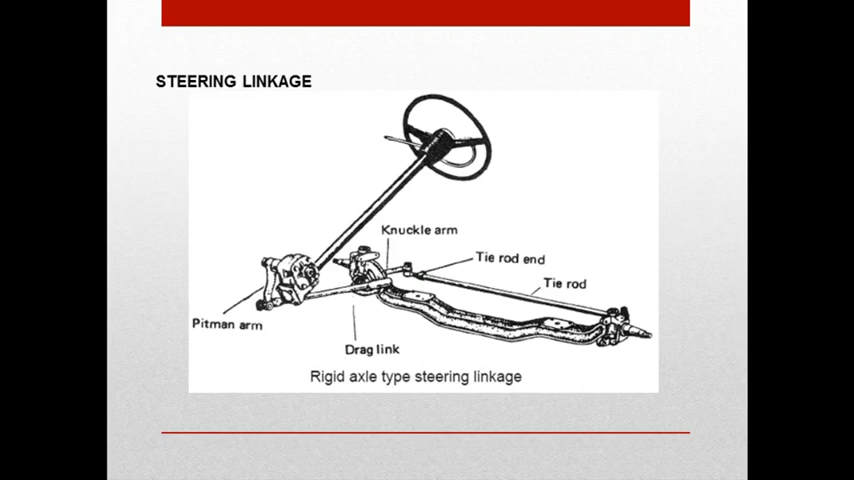 STEERING LINKAGE
Knuckle arm
Tie rod end
Tie rod
Pitman arm
Drag link
Rigid axle type steering linkage